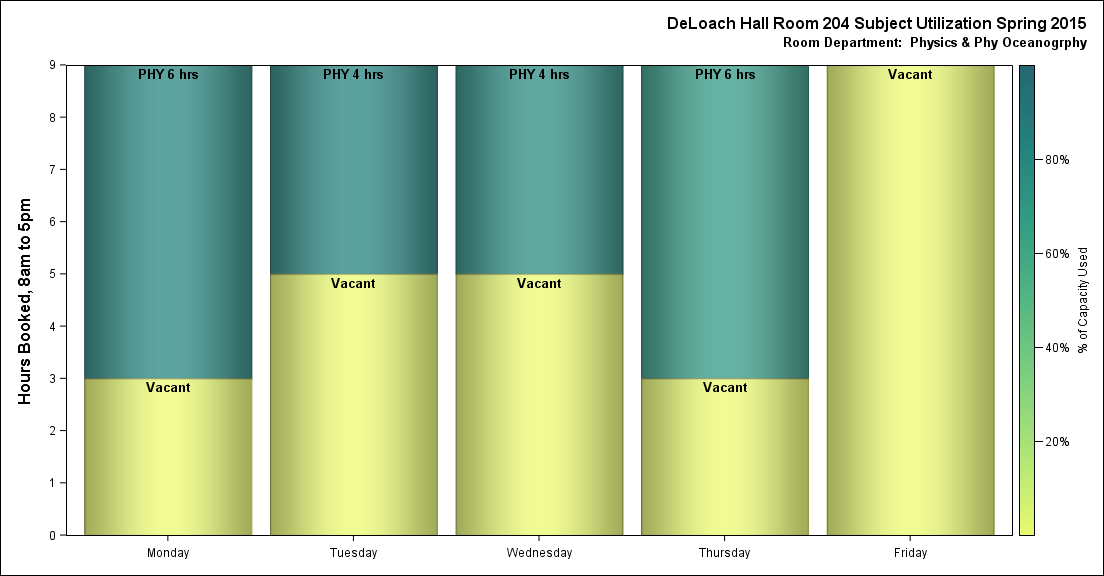 DeLoach Hall Room 204 Subject Utilization Spring 2015
Room Department:  Physics & Phy Oceanogrphy
Hours Booked, 8am to 5pm
9
8
7
6
5
4
3
2
1
0
PHY 6 hrs
Vacant
PHY 4 hrs
Vacant
PHY 4 hrs
Vacant
PHY 6 hrs
Vacant
Vacant
Monday
Tuesday
Wednesday
Thursday
Friday
80%
60%
40%
20%
% of Capacity Used